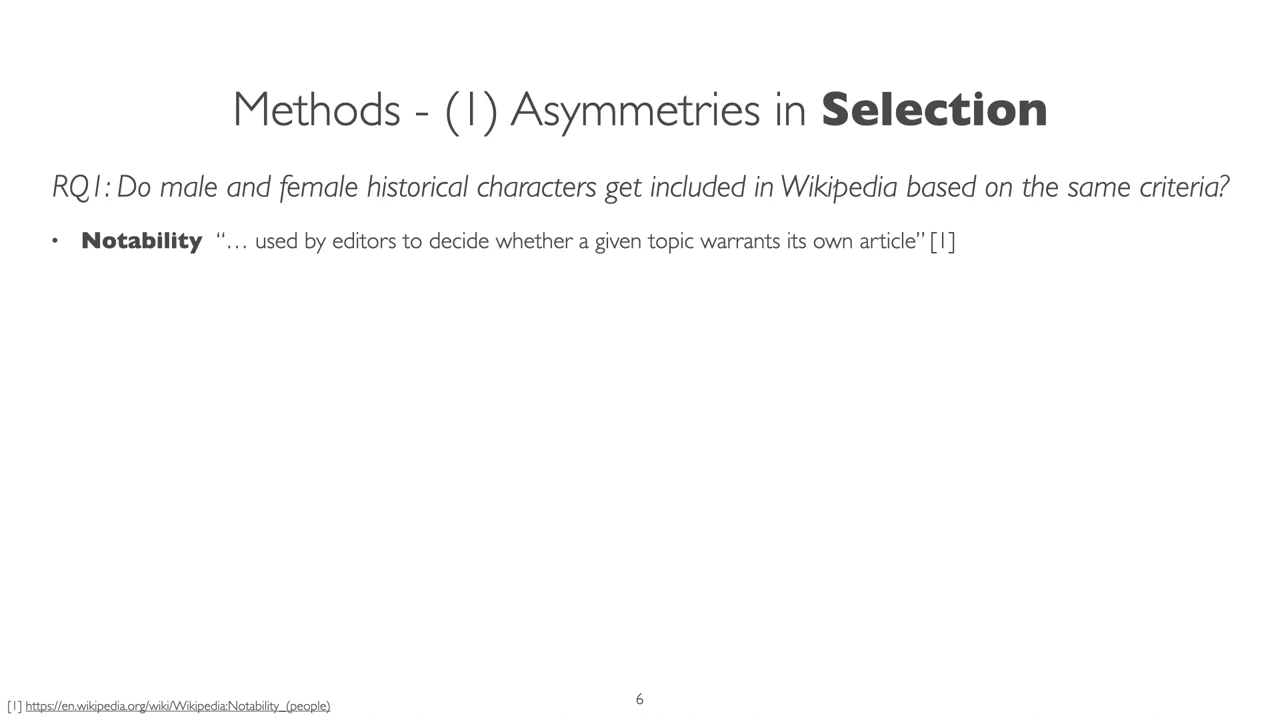 Methods - (1) Asymmetries in Selection
RQ1: Do male and female historical characters get included in Wikipedia based on the same criteria?
• Notability “… used by editors to decide whether a given topic warrants its own article” [1]
[1] https://en.wikipedia.org/wiki/Wikipedia:Notability_(people)
6